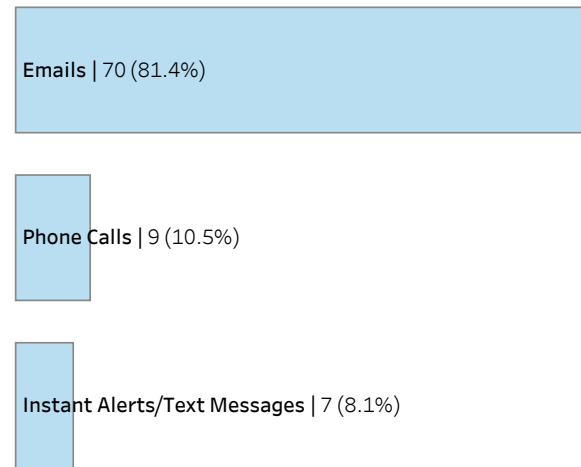 Emails | 70 (81.4%)
Phone Calls | 9 (10.5%)
Instant Alerts/Text Messages | 7 (8.1%)